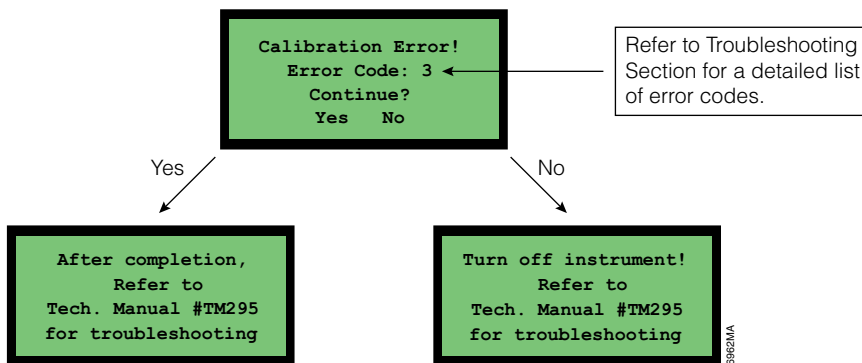 Calibration Error!
Error Code: 3
Continue?
Yes No
Refer to Troubleshooting
Section for a detailed list
of error codes.
Yes
No
After completion,
Refer to
Tech. Manual #TM295
for troubleshooting
Turn off instrument!
Refer to
Tech. Manual #TM295
for troubleshooting
6962MA